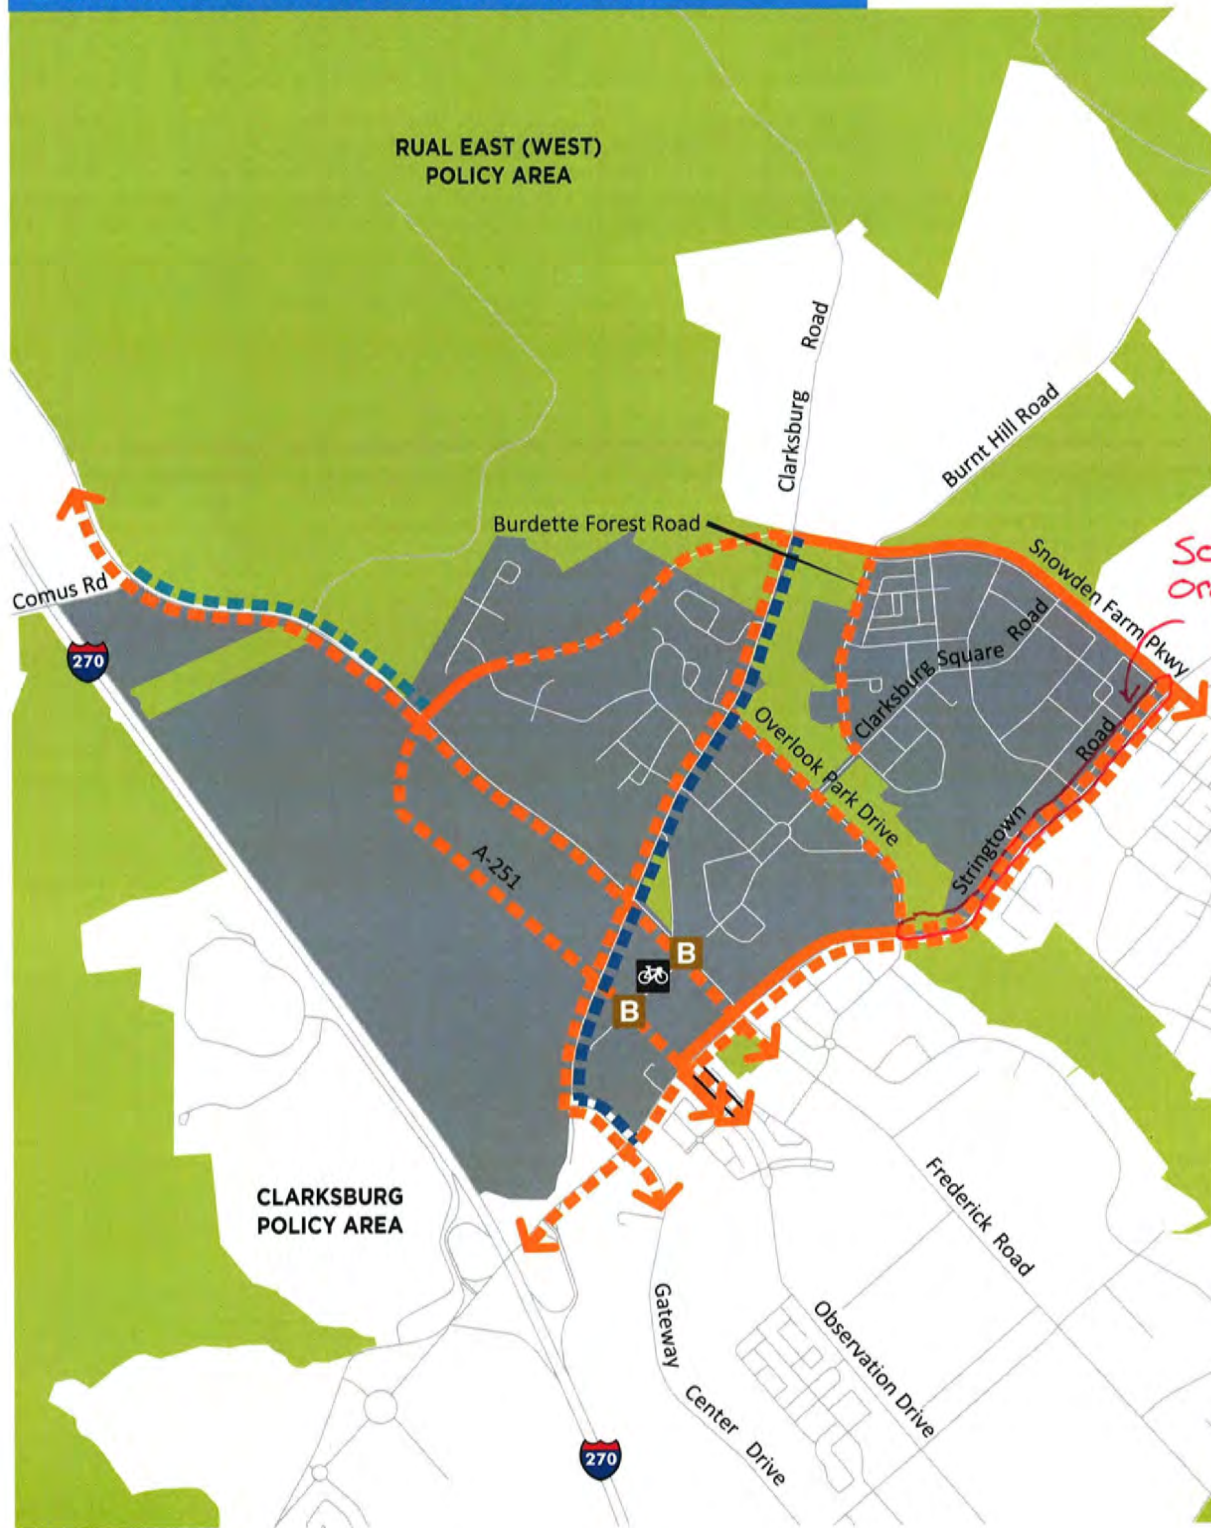 RUAL EAST (WEST)
POLICY AREA
Clarksburg Road
Burnt Hill Road
Burdette Forest Road
Snowden Farm Pkwy
Comus Rd
270
Clarksburg Square Road
Overlook Park Drive
Stringtown Road
A-251
B
B
CLARKSBURG
POLICY AREA
Frederick Road
Gateway Center Drive
Observation Drive
270